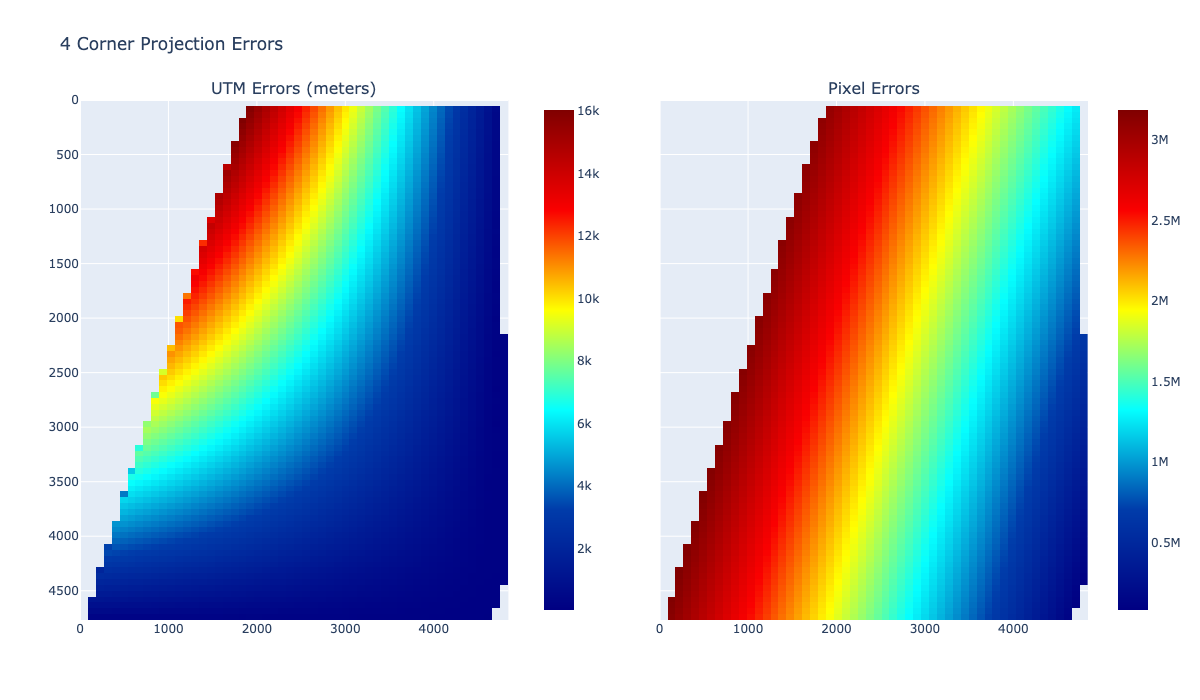 4 Corner Projection Errors
UTM Errors (meters)
0
500
1000
1500
2000
2500
3000
3500
4000
4500
0
1000
2000
3000
4000
16k
14k
12k
10k
8k
6k
4k
2k
Pixel Errors
0
1000
2000
3000
4000
3M
2.5M
2M
1.5M
1M
0.5M